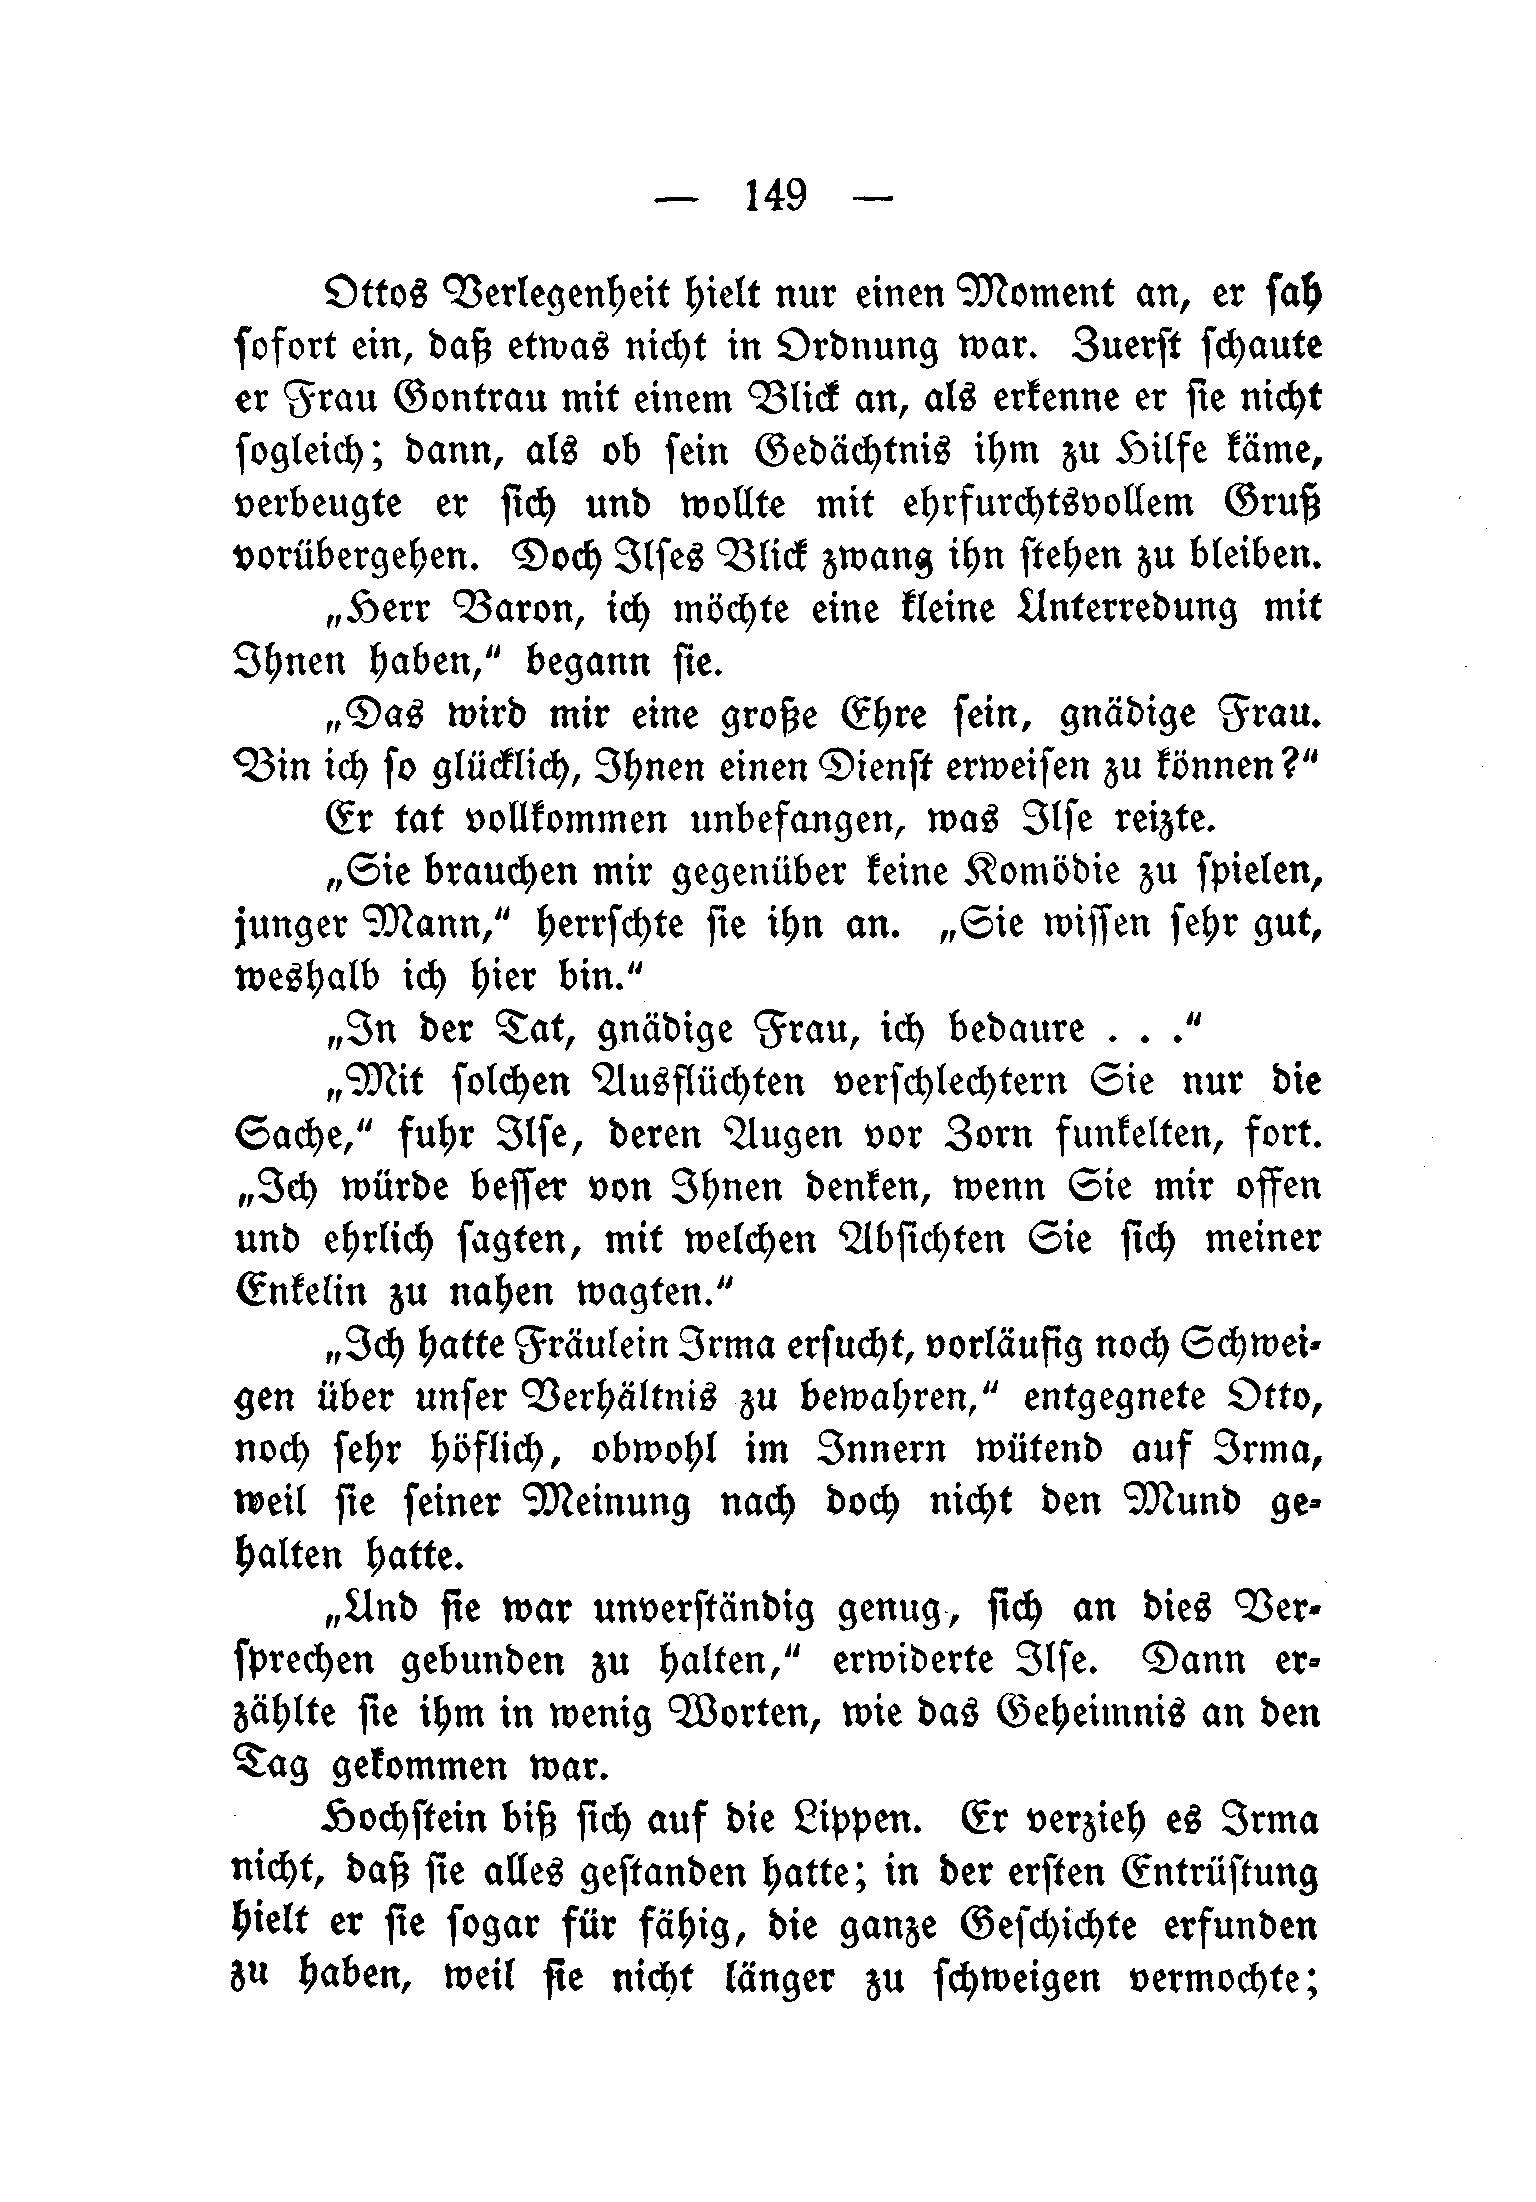 — 149 —
Ottos Verlegenheit hielt nur einen Moment an, er sah
sofort ein, daß etwas nicht in Ordnung war. Zuerst schaute
er Frau Gontrau mit einem Blick an, als erkenne er sie nicht
sogleich; dann, als ob sein Gedächtnis ihm zu Hilfe käme,
verbeugte er sich und wollte mit ehrfurchtsvollem Gruß
vorübergehen. Doch Ilses Blick zwang ihn stehen zu bleiben.
„Herr Baron, ich möchte eine kleine Unterredung mit
Ihnen haben,“ begann sie.
„Das wird mir eine große Ehre sein, gnädige Frau.
Bin ich so glücklich, Ihnen einen Dienst erweisen zu können?“
Er tat vollkommen unbefangen, was Ilse reizte.
„Sie brauchen mir gegenüber keine Komödie zu spielen,
junger Mann,“ herrschte sie ihn an. „Sie wissen sehr gut,
weshalb ich hier bin.“
„In der Tat, gnädige Frau, ich bedaure . . .“
„Mit solchen Ausflüchten verschlechtern Sie nur die
Sache,“ fuhr Ilse, deren Augen vor Zorn funkelten, fort.
„Ich würde besser von Ihnen denken, wenn Sie mir offen
und ehrlich sagten, mit welchen Absichten Sie sich meiner
Enkelin zu nahen wagten.“
„Ich hatte Fräulein Irma ersucht, vorläufig noch Schwei-
gen über unser Verhältnis zu bewahren,“ entgegnete Otto,
noch sehr höflich, obwohl im Innern wütend auf Irma,
weil sie seiner Meinung nach doch nicht den Mund ge-
halten hatte.
„Und sie war unverständig genug, sich an dies Ver-
sprechen gebunden zu halten,“ erwiderte Ilse. Dann er-
zählte sie ihm in wenig Worten, wie das Geheimnis an den
Tag gekommen war.
Hochstein biß sich auf die Lippen. Er verzieh es Irma
nicht, daß sie alles gestanden hatte; in der ersten Entrüstung
hielt er sie sogar für fähig, die ganze Geschichte erfunden
zu haben, weil sie nicht länger zu schweigen vermochte;